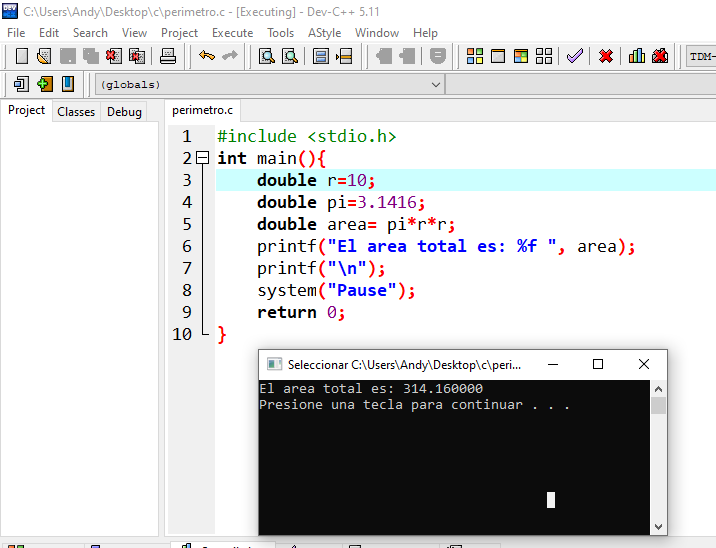 C:\Users\Andy\Desktop\c\perimetro.c - [Executing] - Dev-C++ 5.11
File Edit Search View Project Execute Tools AStyle Window Help
TDM-
(globals)
Project Classes Debug
perimetro.c
1 #include <stdio.h>
2 int main(){
3 double r=10;
4 double pi=3.1416;
5 double area= pi*r*r;
6 printf("El area total es: %f ", area);
7 printf("\n");
8 system("Pause");
9 return 0;
10 }
Seleccionar C:\Users\Andy\Desktop\c\peri...
El area total es: 314.160000
Presione una tecla para continuar . . .